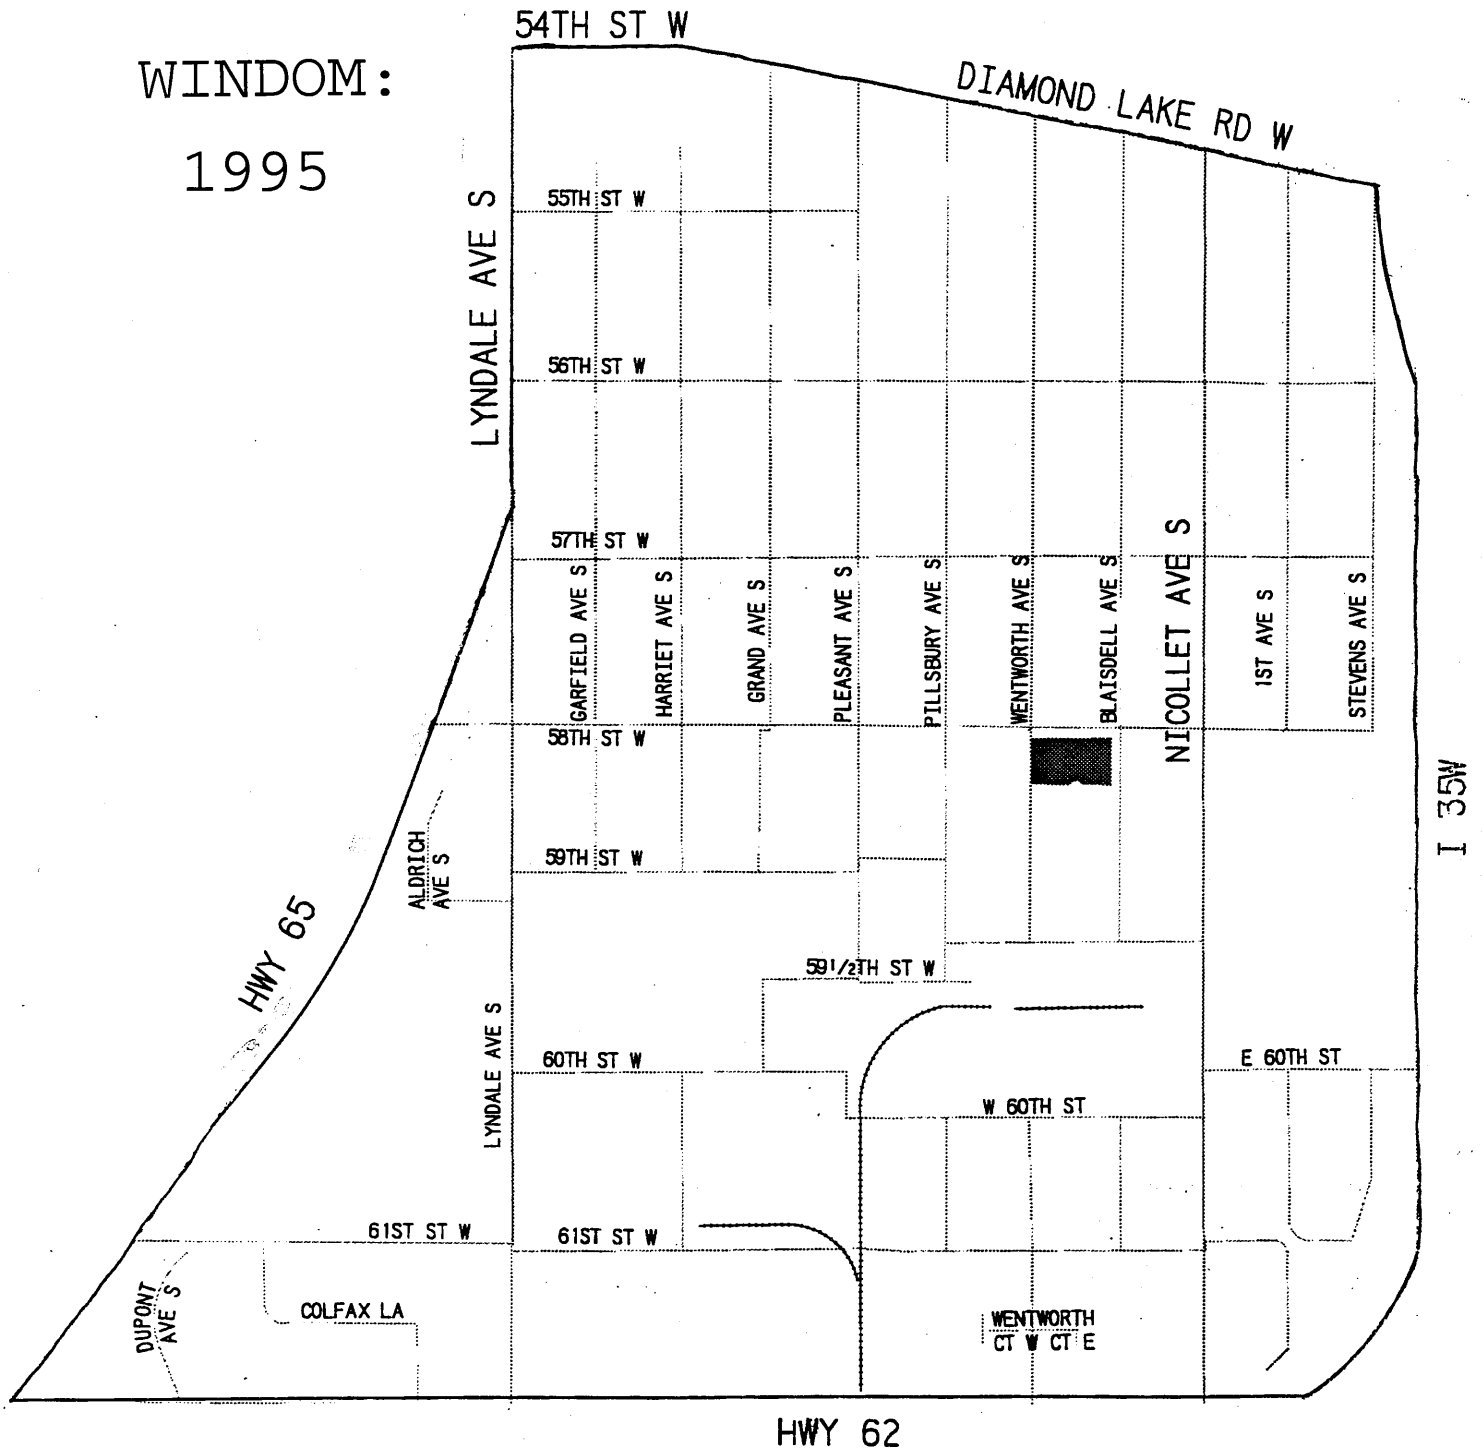 54TH ST W
WINDOM:
1995
DIAMOND LAKE RD W
LYNDALE AVE S
55TH ST W
56TH ST W
57TH ST W
GARFIELD AVE S
HARRIET AVE S
GRAND AVE S
PLEASANT AVE S
PILLSBURY AVE S
WENTWORTH AVE S
BLAISDELL AVE S
NICOLLET AVE S
1ST AVE S
STEVENS AVE S
58TH ST W
I 35W
ALDRICH
AVE S
59TH ST W
HWY 65
59 1/2TH ST W
LYNDALE AVE S
60TH ST W
E 60TH ST
W 60TH ST
61ST ST W
61ST ST W
DUPONT
AVE S
COLFAX LA
WENTWORTH
CT W CT E
HWY 62